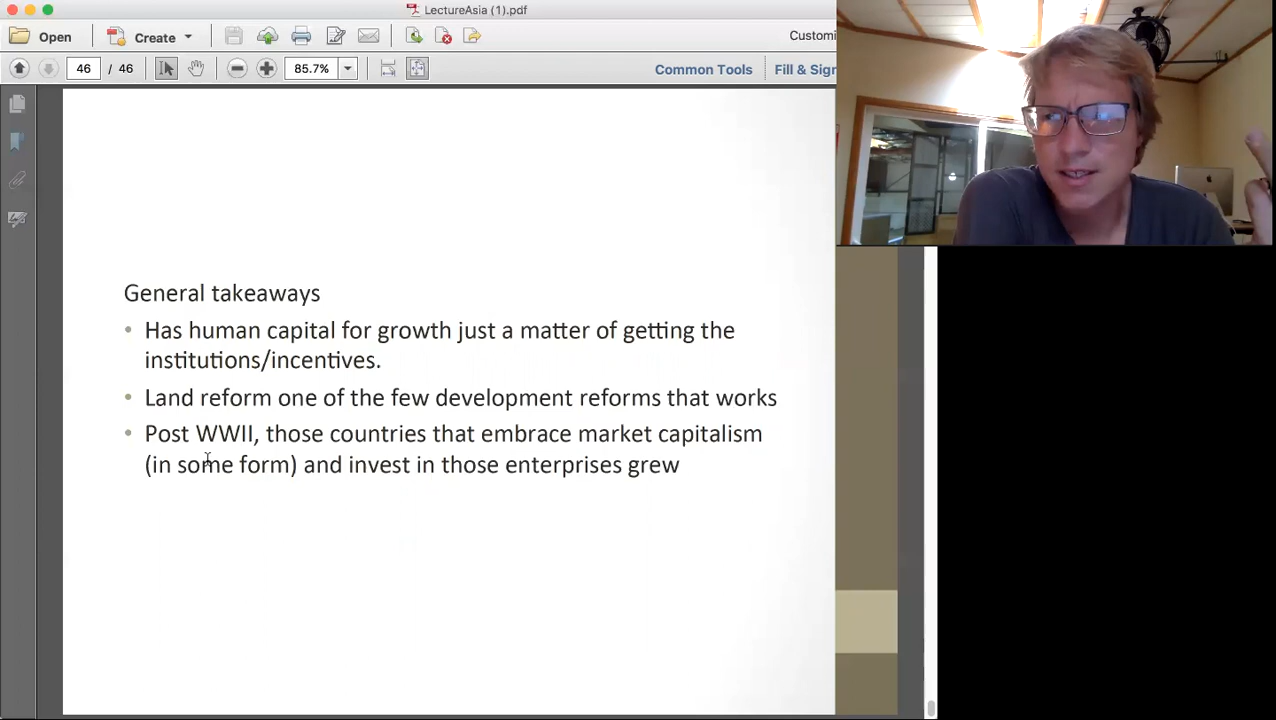 LectureAsia (1).pdf
Open Create Customi
46 / 46 85.7% Common Tools Fill & Sign
General takeaways
• Has human capital for growth just a matter of getting the
institutions/incentives.
• Land reform one of the few development reforms that works
• Post WWII, those countries that embrace market capitalism
(in some form) and invest in those enterprises grew